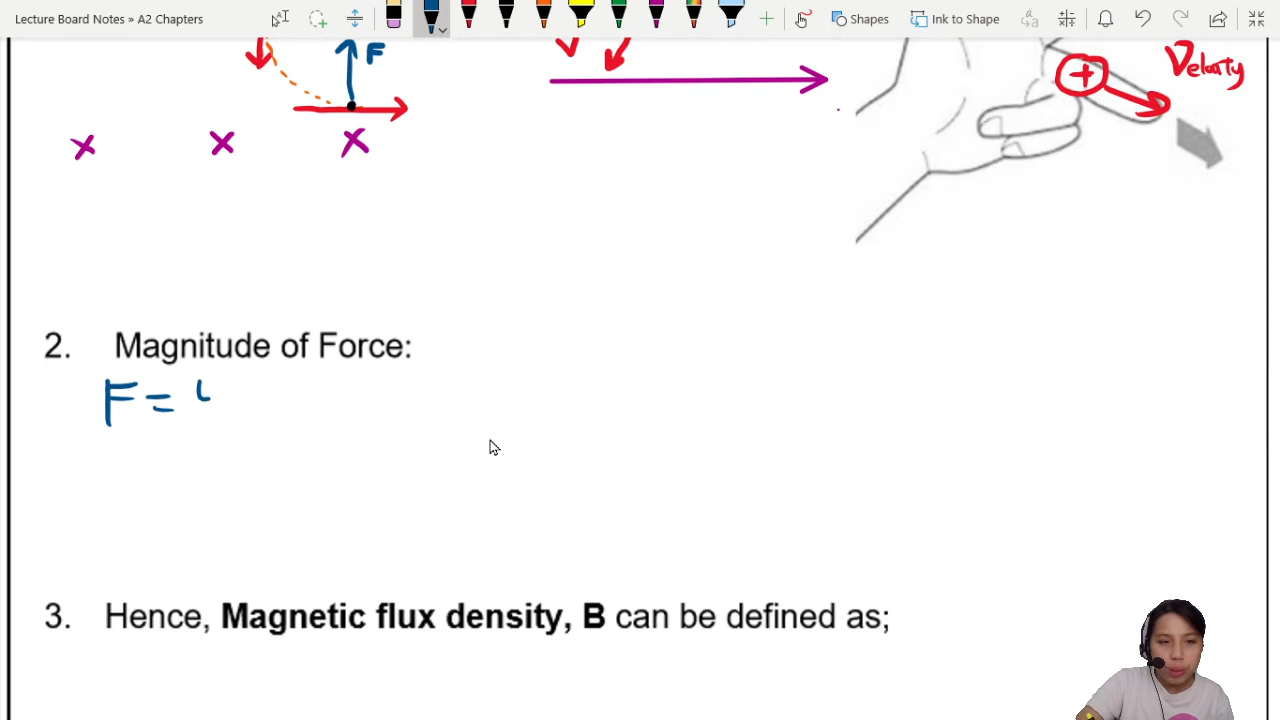 Lecture Board Notes » A2 Chapters
Shapes
Ink to Shape
F
Velocity
+
2. Magnitude of Force:
F =
3. Hence, Magnetic flux density, B can be defined as;